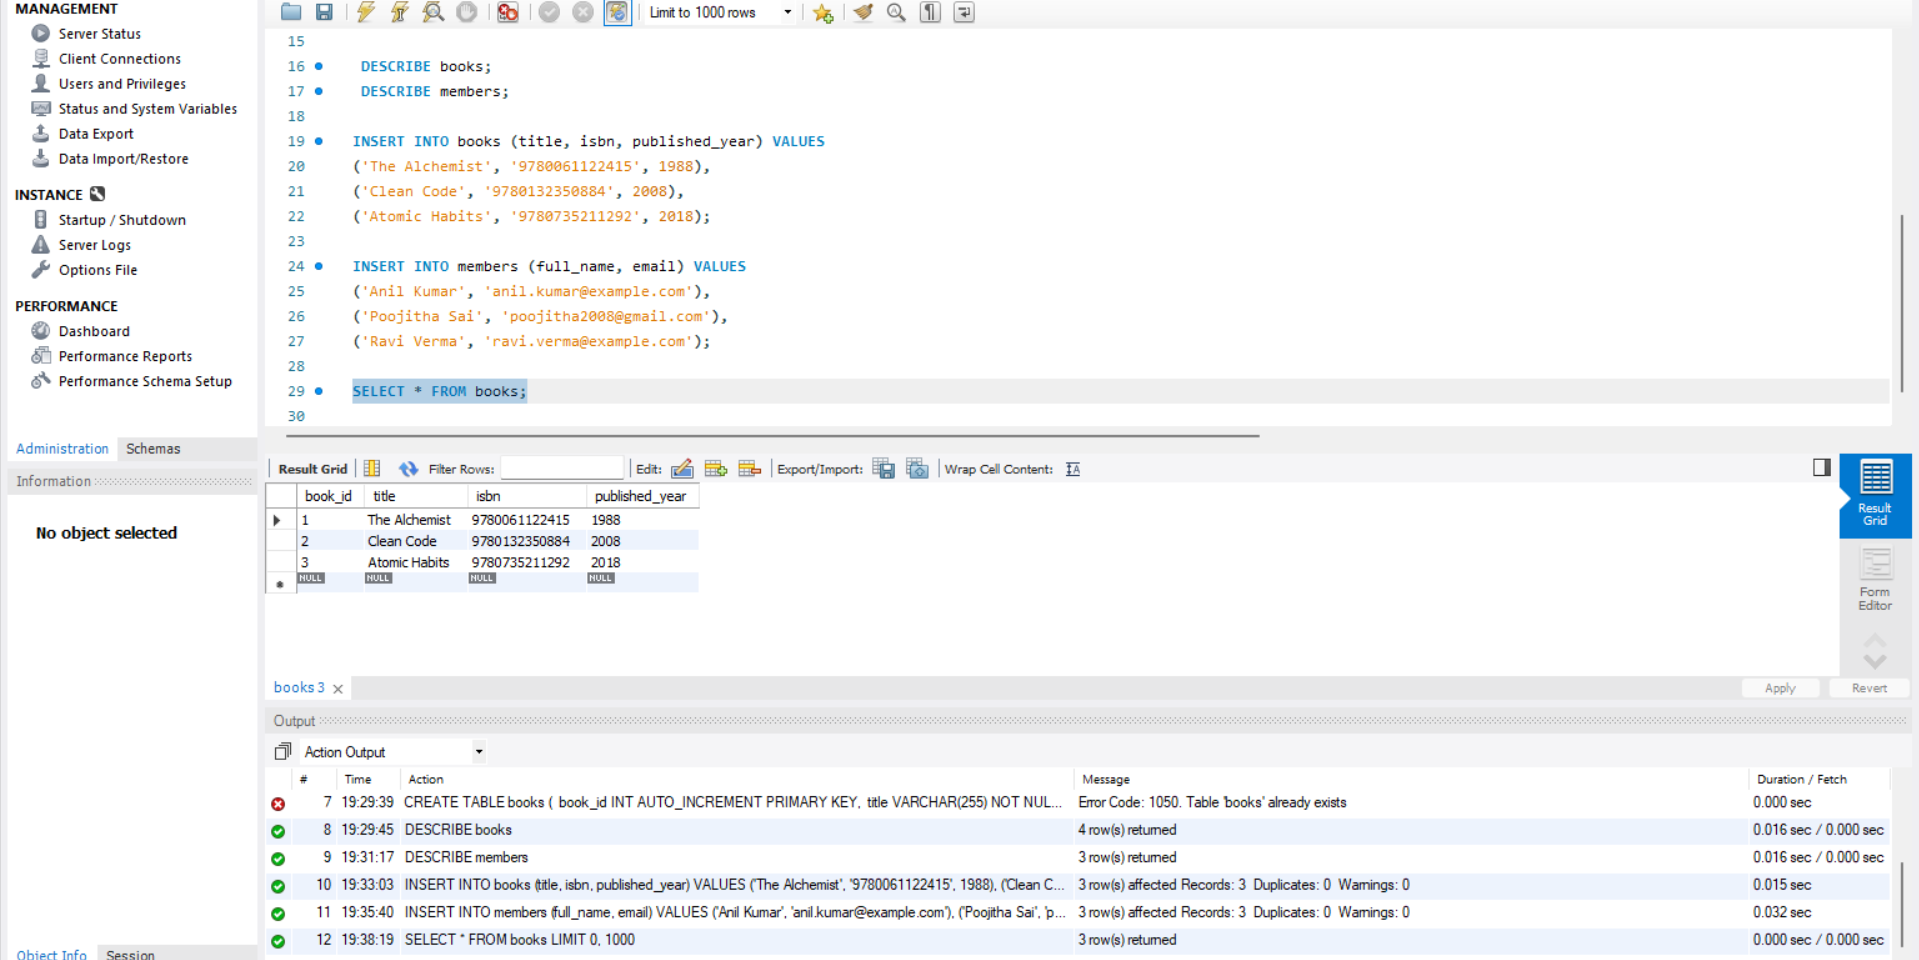 MANAGEMENT
Server Status
Client Connections
Users and Privileges
Status and System Variables
Data Export
Data Import/Restore
INSTANCE
Startup / Shutdown
Server Logs
Options File
PERFORMANCE
Dashboard
Performance Reports
Performance Schema Setup
Administration Schemas
Information
No object selected
Object Info Session
Limit to 1000 rows
15
16 DESCRIBE books;
17 DESCRIBE members;
18
19 INSERT INTO books (title, isbn, published_year) VALUES
20 ('The Alchemist', '9780061122415', 1988),
21 ('Clean Code', '9780132350884', 2008),
22 ('Atomic Habits', '9780735211292', 2018);
23
24 INSERT INTO members (full_name, email) VALUES
25 ('Anil Kumar', 'anil.kumar@example.com'),
26 ('Poojitha Sai', 'poojitha2008@gmail.com'),
27 ('Ravi Verma', 'ravi.verma@example.com');
28
29 SELECT * FROM books;
30
Result Grid Filter Rows: Edit: Export/Import: Wrap Cell Content:
book_id title isbn published_year
1 The Alchemist 9780061122415 1988
2 Clean Code 9780132350884 2008
3 Atomic Habits 9780735211292 2018
NULL NULL NULL NULL
Result
Grid
Form
Editor
books 3
Apply Revert
Output
Action Output
# Time Action Message Duration / Fetch
7 19:29:39 CREATE TABLE books ( book_id INT AUTO_INCREMENT PRIMARY KEY, title VARCHAR(255) NOT NUL... Error Code: 1050. Table 'books' already exists 0.000 sec
8 19:29:45 DESCRIBE books 4 row(s) returned 0.016 sec / 0.000 sec
9 19:31:17 DESCRIBE members 3 row(s) returned 0.016 sec / 0.000 sec
10 19:33:03 INSERT INTO books (title, isbn, published_year) VALUES ('The Alchemist', '9780061122415', 1988), ('Clean C... 3 row(s) affected Records: 3 Duplicates: 0 Warnings: 0 0.015 sec
11 19:35:40 INSERT INTO members (full_name, email) VALUES ('Anil Kumar', 'anil.kumar@example.com'), ('Poojitha Sai', 'p... 3 row(s) affected Records: 3 Duplicates: 0 Warnings: 0 0.032 sec
12 19:38:19 SELECT * FROM books LIMIT 0, 1000 3 row(s) returned 0.000 sec / 0.000 sec